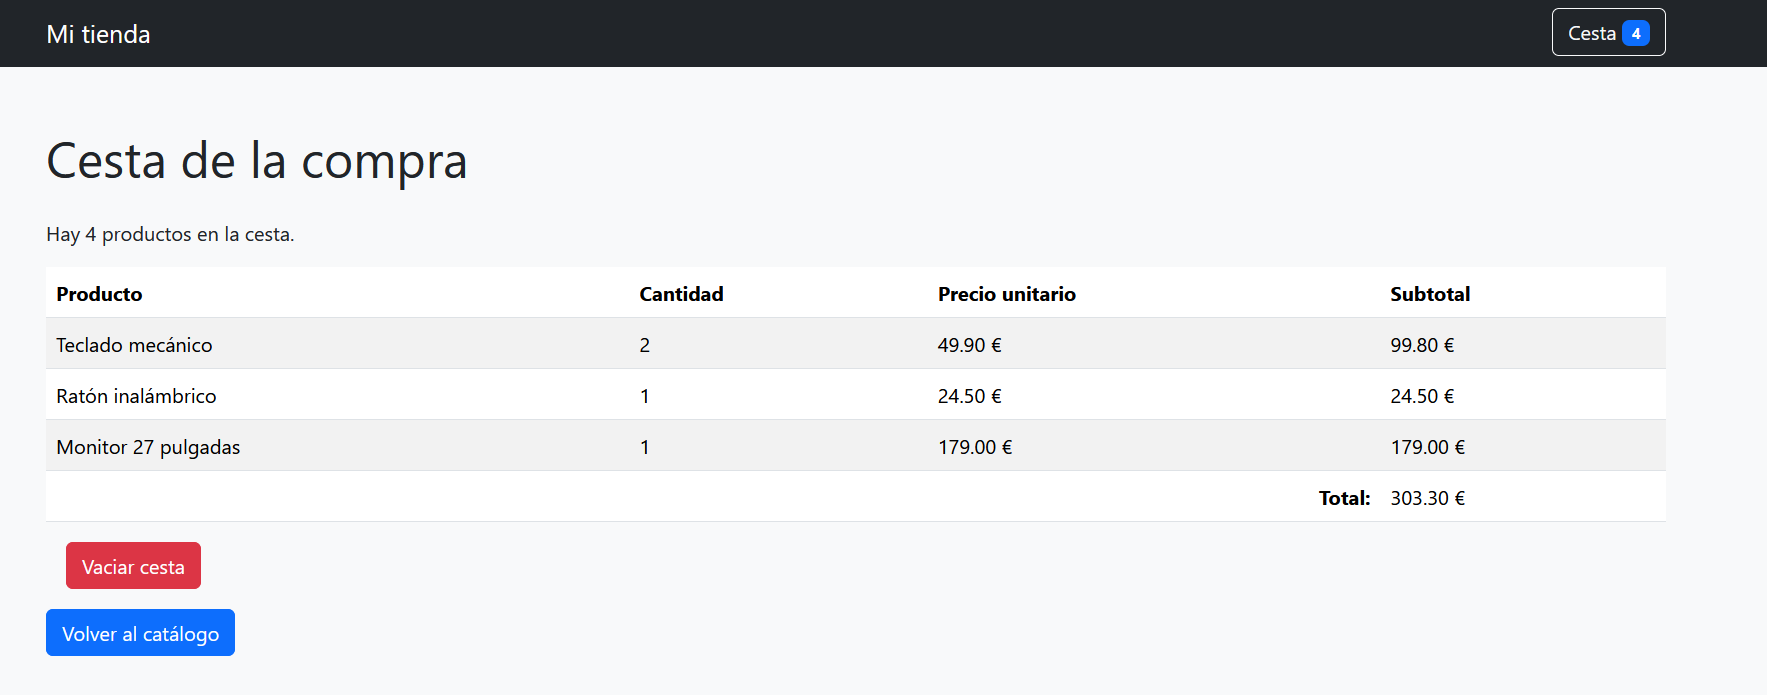 Mi tienda Cesta 4
Cesta de la compra
Hay 4 productos en la cesta.
Producto Cantidad Precio unitario Subtotal
Teclado mecánico 2 49.90 € 99.80 €
Ratón inalámbrico 1 24.50 € 24.50 €
Monitor 27 pulgadas 1 179.00 € 179.00 €
Total: 303.30 €
Vaciar cesta
Volver al catálogo